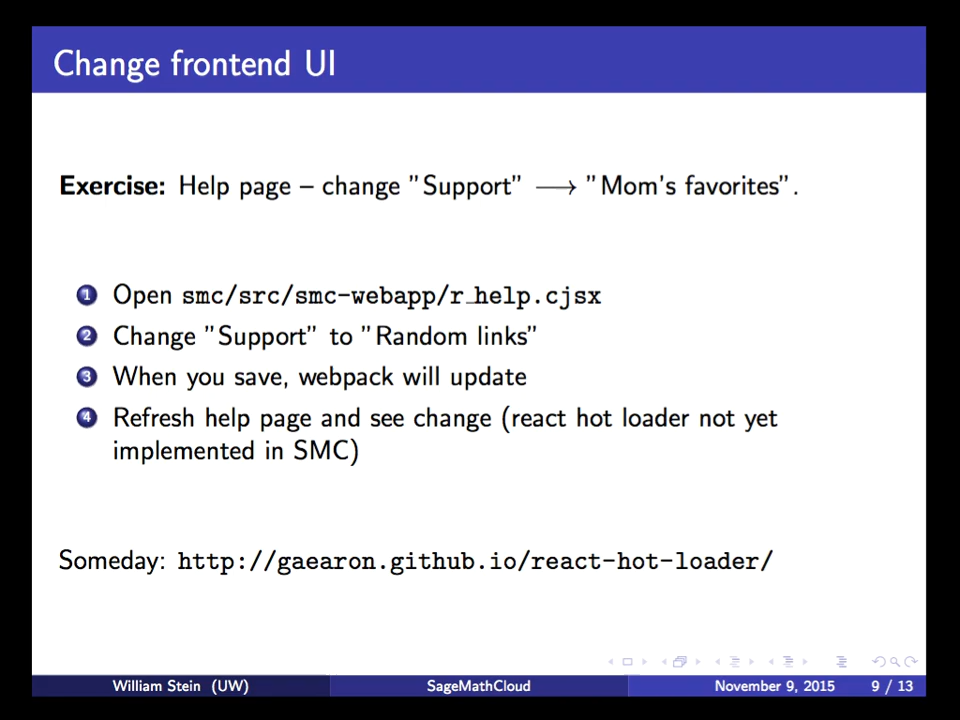 Change frontend UI
Exercise: Help page – change "Support" ⟶ "Mom's favorites".
1 Open smc/src/smc-webapp/r_help.cjsx
2 Change "Support" to "Random links"
3 When you save, webpack will update
4 Refresh help page and see change (react hot loader not yet
implemented in SMC)
Someday: http://gaearon.github.io/react-hot-loader/
William Stein (UW) SageMathCloud November 9, 2015 9 / 13